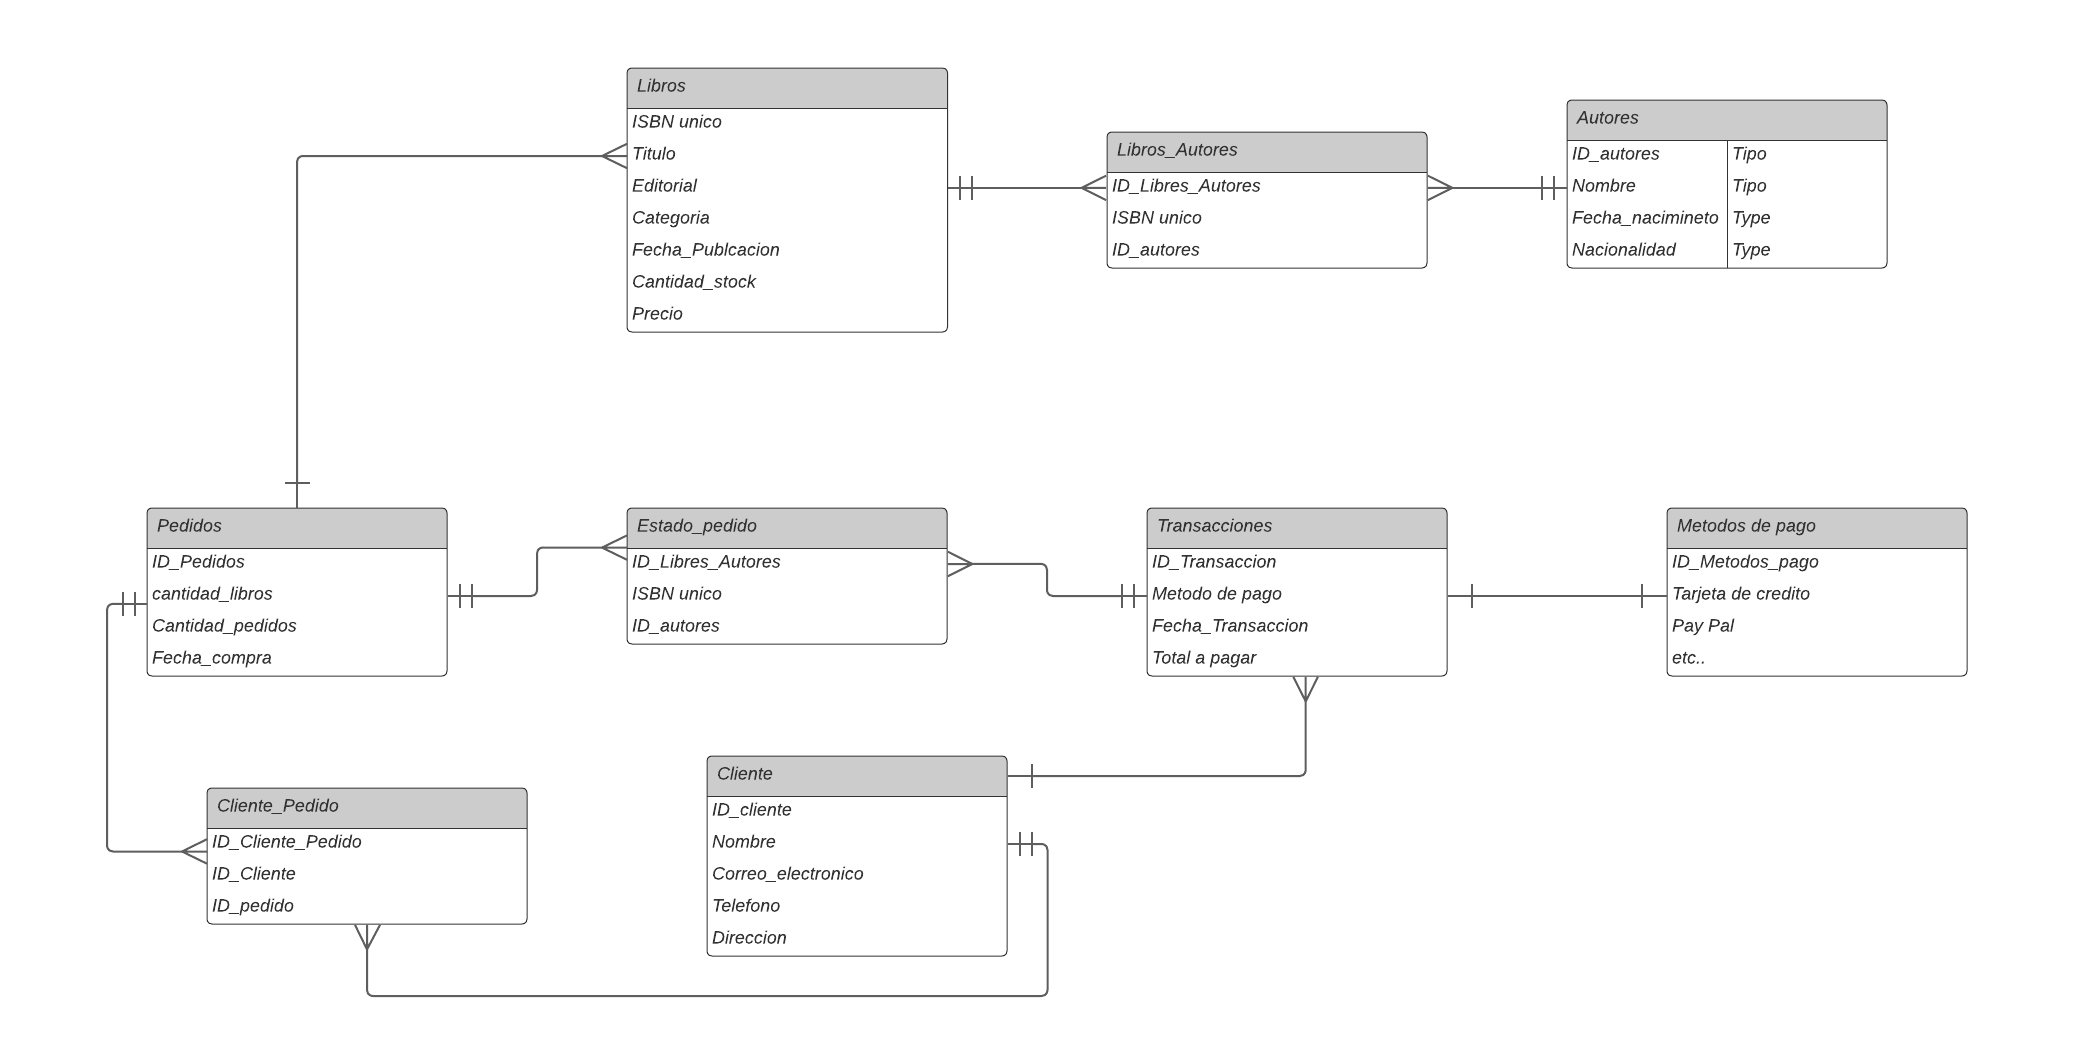 Libros
ISBN unico
Titulo
Editorial
Categoria
Fecha_Publcacion
Cantidad_stock
Precio
Libros_Autores
ID_Libres_Autores
ISBN unico
ID_autores
Autores
ID_autores Tipo
Nombre Tipo
Fecha_nacimineto Type
Nacionalidad Type
Pedidos
ID_Pedidos
cantidad_libros
Cantidad_pedidos
Fecha_compra
Estado_pedido
ID_Libres_Autores
ISBN unico
ID_autores
Transacciones
ID_Transaccion
Metodo de pago
Fecha_Transaccion
Total a pagar
Metodos de pago
ID_Metodos_pago
Tarjeta de credito
Pay Pal
etc..
Cliente_Pedido
ID_Cliente_Pedido
ID_Cliente
ID_pedido
Cliente
ID_cliente
Nombre
Correo_electronico
Telefono
Direccion